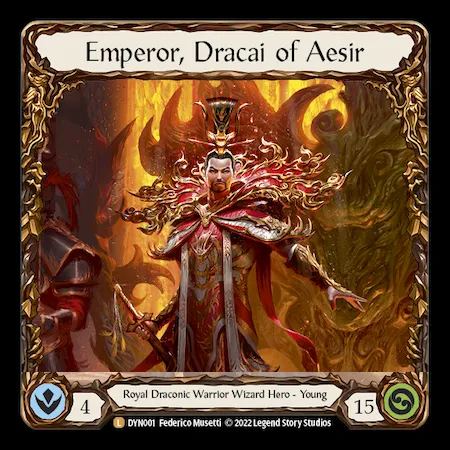 Emperor, Dracai of Aesir
Royal Draconic Warrior Wizard Hero - Young
4
15
L DYN001 Federico Musetti © 2022 Legend Story Studios